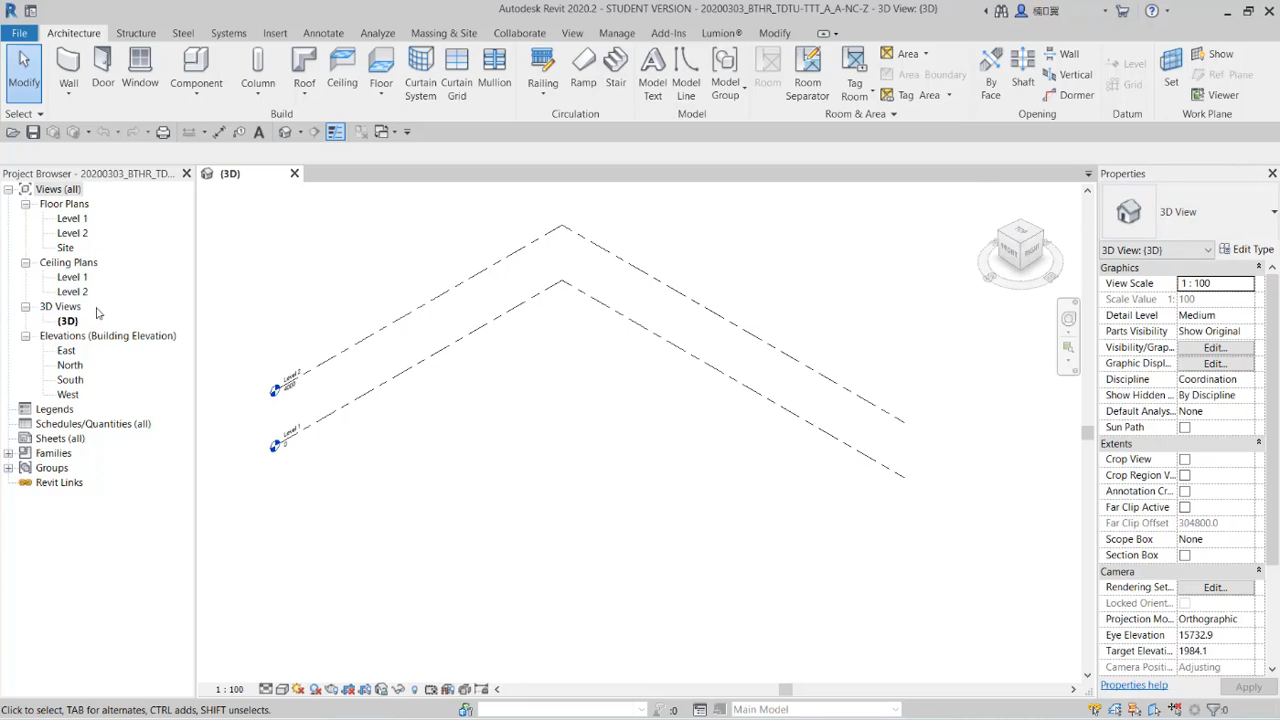 Autodesk Revit 2020.2 - STUDENT VERSION - 20200303_BTHR_TDTU-TTT_A_A-NC-Z - 3D View: {3D}
File Architecture Structure Steel Systems Insert Annotate Analyze Massing & Site Collaborate View Manage Add-Ins Lumion® Modify
Modify Wall Door Window Component Column Roof Ceiling Floor Curtain System Curtain Grid Mullion Railing Ramp Stair Model Text Model Line Model Group Room Room Separator Tag Room
Area
Area Boundary
Tag Area
By Face Shaft
Wall
Vertical
Dormer
Level
Grid
Set
Show
Ref Plane
Viewer
Select Build Circulation Model Room & Area Opening Datum Work Plane
Project Browser - 20200303_BTHR_TD...
Views (all)
Floor Plans
Level 1
Level 2
Site
Ceiling Plans
Level 1
Level 2
3D Views
{3D}
Elevations (Building Elevation)
East
North
South
West
Legends
Schedules/Quantities (all)
Sheets (all)
Families
Groups
Revit Links
{3D}
TOP
FRONT
RIGHT
Level 2
4000
Level 1
0
Properties
3D View
3D View: {3D} Edit Type
Graphics
View Scale 1 : 100
Scale Value 1: 100
Detail Level Medium
Parts Visibility Show Original
Visibility/Grap... Edit...
Graphic Displ... Edit...
Discipline Coordination
Show Hidden ... By Discipline
Default Analys... None
Sun Path
Extents
Crop View
Crop Region V...
Annotation Cr...
Far Clip Active
Far Clip Offset 304800.0
Scope Box None
Section Box
Camera
Rendering Set... Edit...
Locked Orient...
Projection Mo... Orthographic
Eye Elevation 15732.9
Target Elevati... 1984.1
Camera Positi... Adjusting
Properties help Apply
1 : 100
Click to select, TAB for alternates, CTRL adds, SHIFT unselects.
:0
Main Model
:0